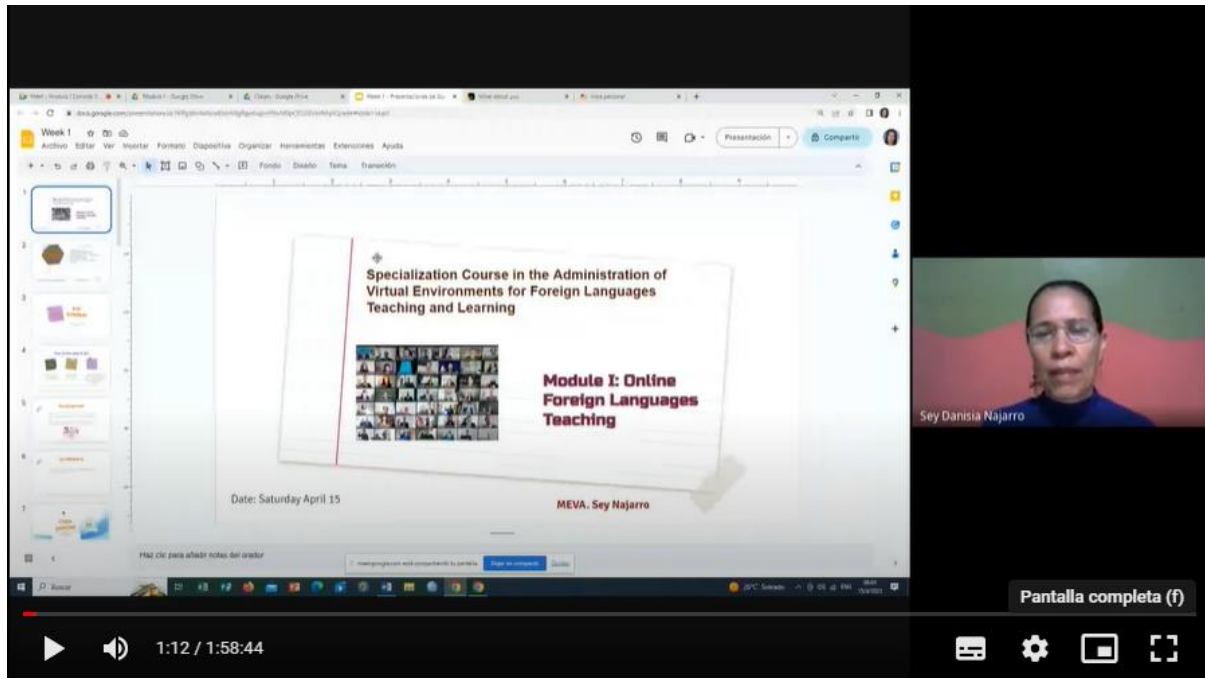 Week 1
Archivo Editar Ver Insertar Formato Diapositiva Organizar Herramientas Extensiones Ayuda
Presentación
Compartir
Fondo Diseño Tema Transición
Specialization Course in the Administration of
Virtual Environments for Foreign Languages
Teaching and Learning
Module I: Online
Foreign Languages
Teaching
Date: Saturday April 15
MEVA. Sey Najarro
Haz clic para añadir notas del orador
Buscar
Sey Danisia Najarro
Pantalla completa (f)
1:12 / 1:58:44